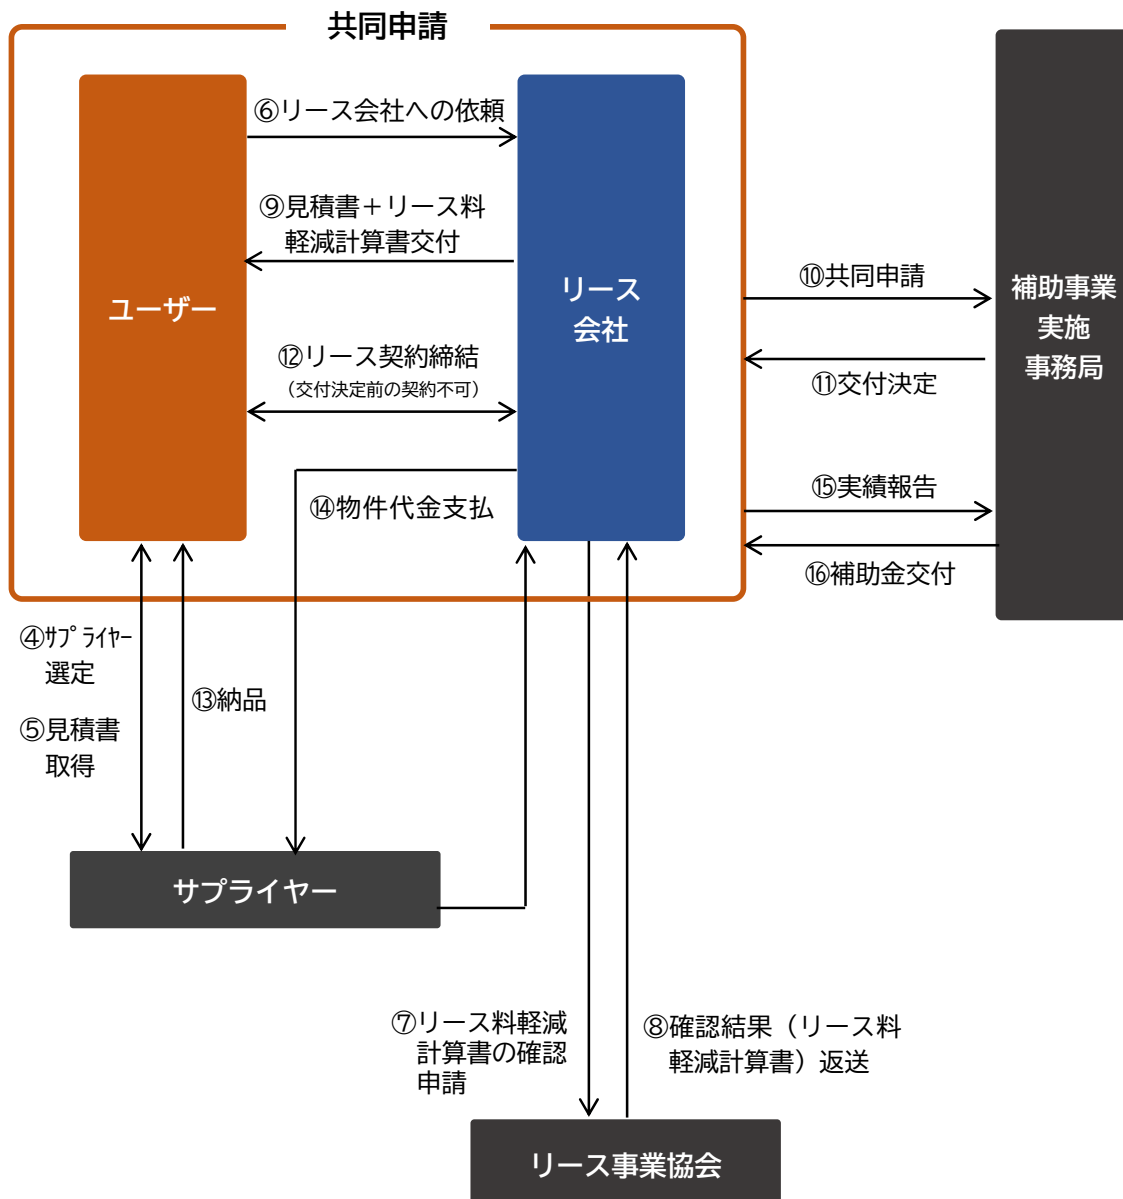 共同申請
⑥リース会社への依頼
⑨見積書＋リース料
軽減計算書交付
ユーザー
リース
会社
⑫リース契約締結
（交付決定前の契約不可）
⑭物件代金支払
⑩共同申請
⑪交付決定
⑮実績報告
⑯補助金交付
補助事業
実施
事務局
④ｻﾌﾟﾗｲﾔｰ
選定
⑤見積書
取得
⑬納品
サプライヤー
⑦リース料軽減
計算書の確認
申請
⑧確認結果（リース料
軽減計算書）返送
リース事業協会